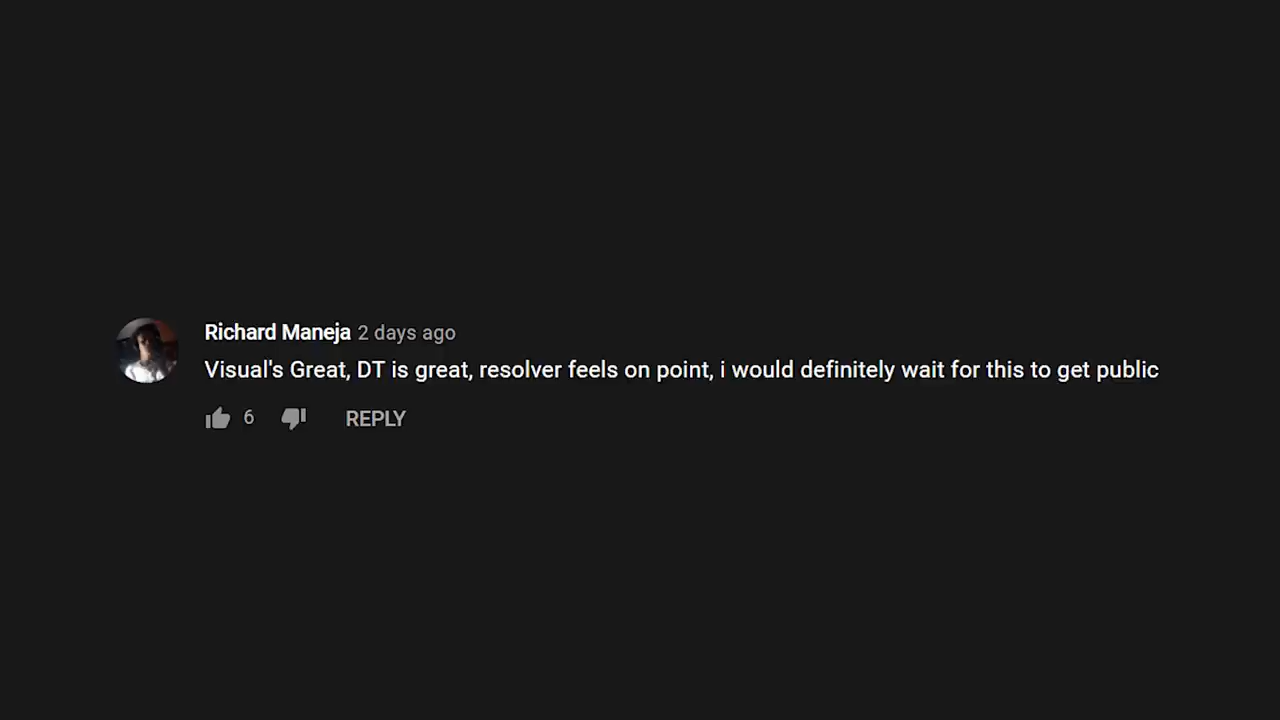 Richard Maneja 2 days ago
Visual's Great, DT is great, resolver feels on point, i would definitely wait for this to get public
6 REPLY